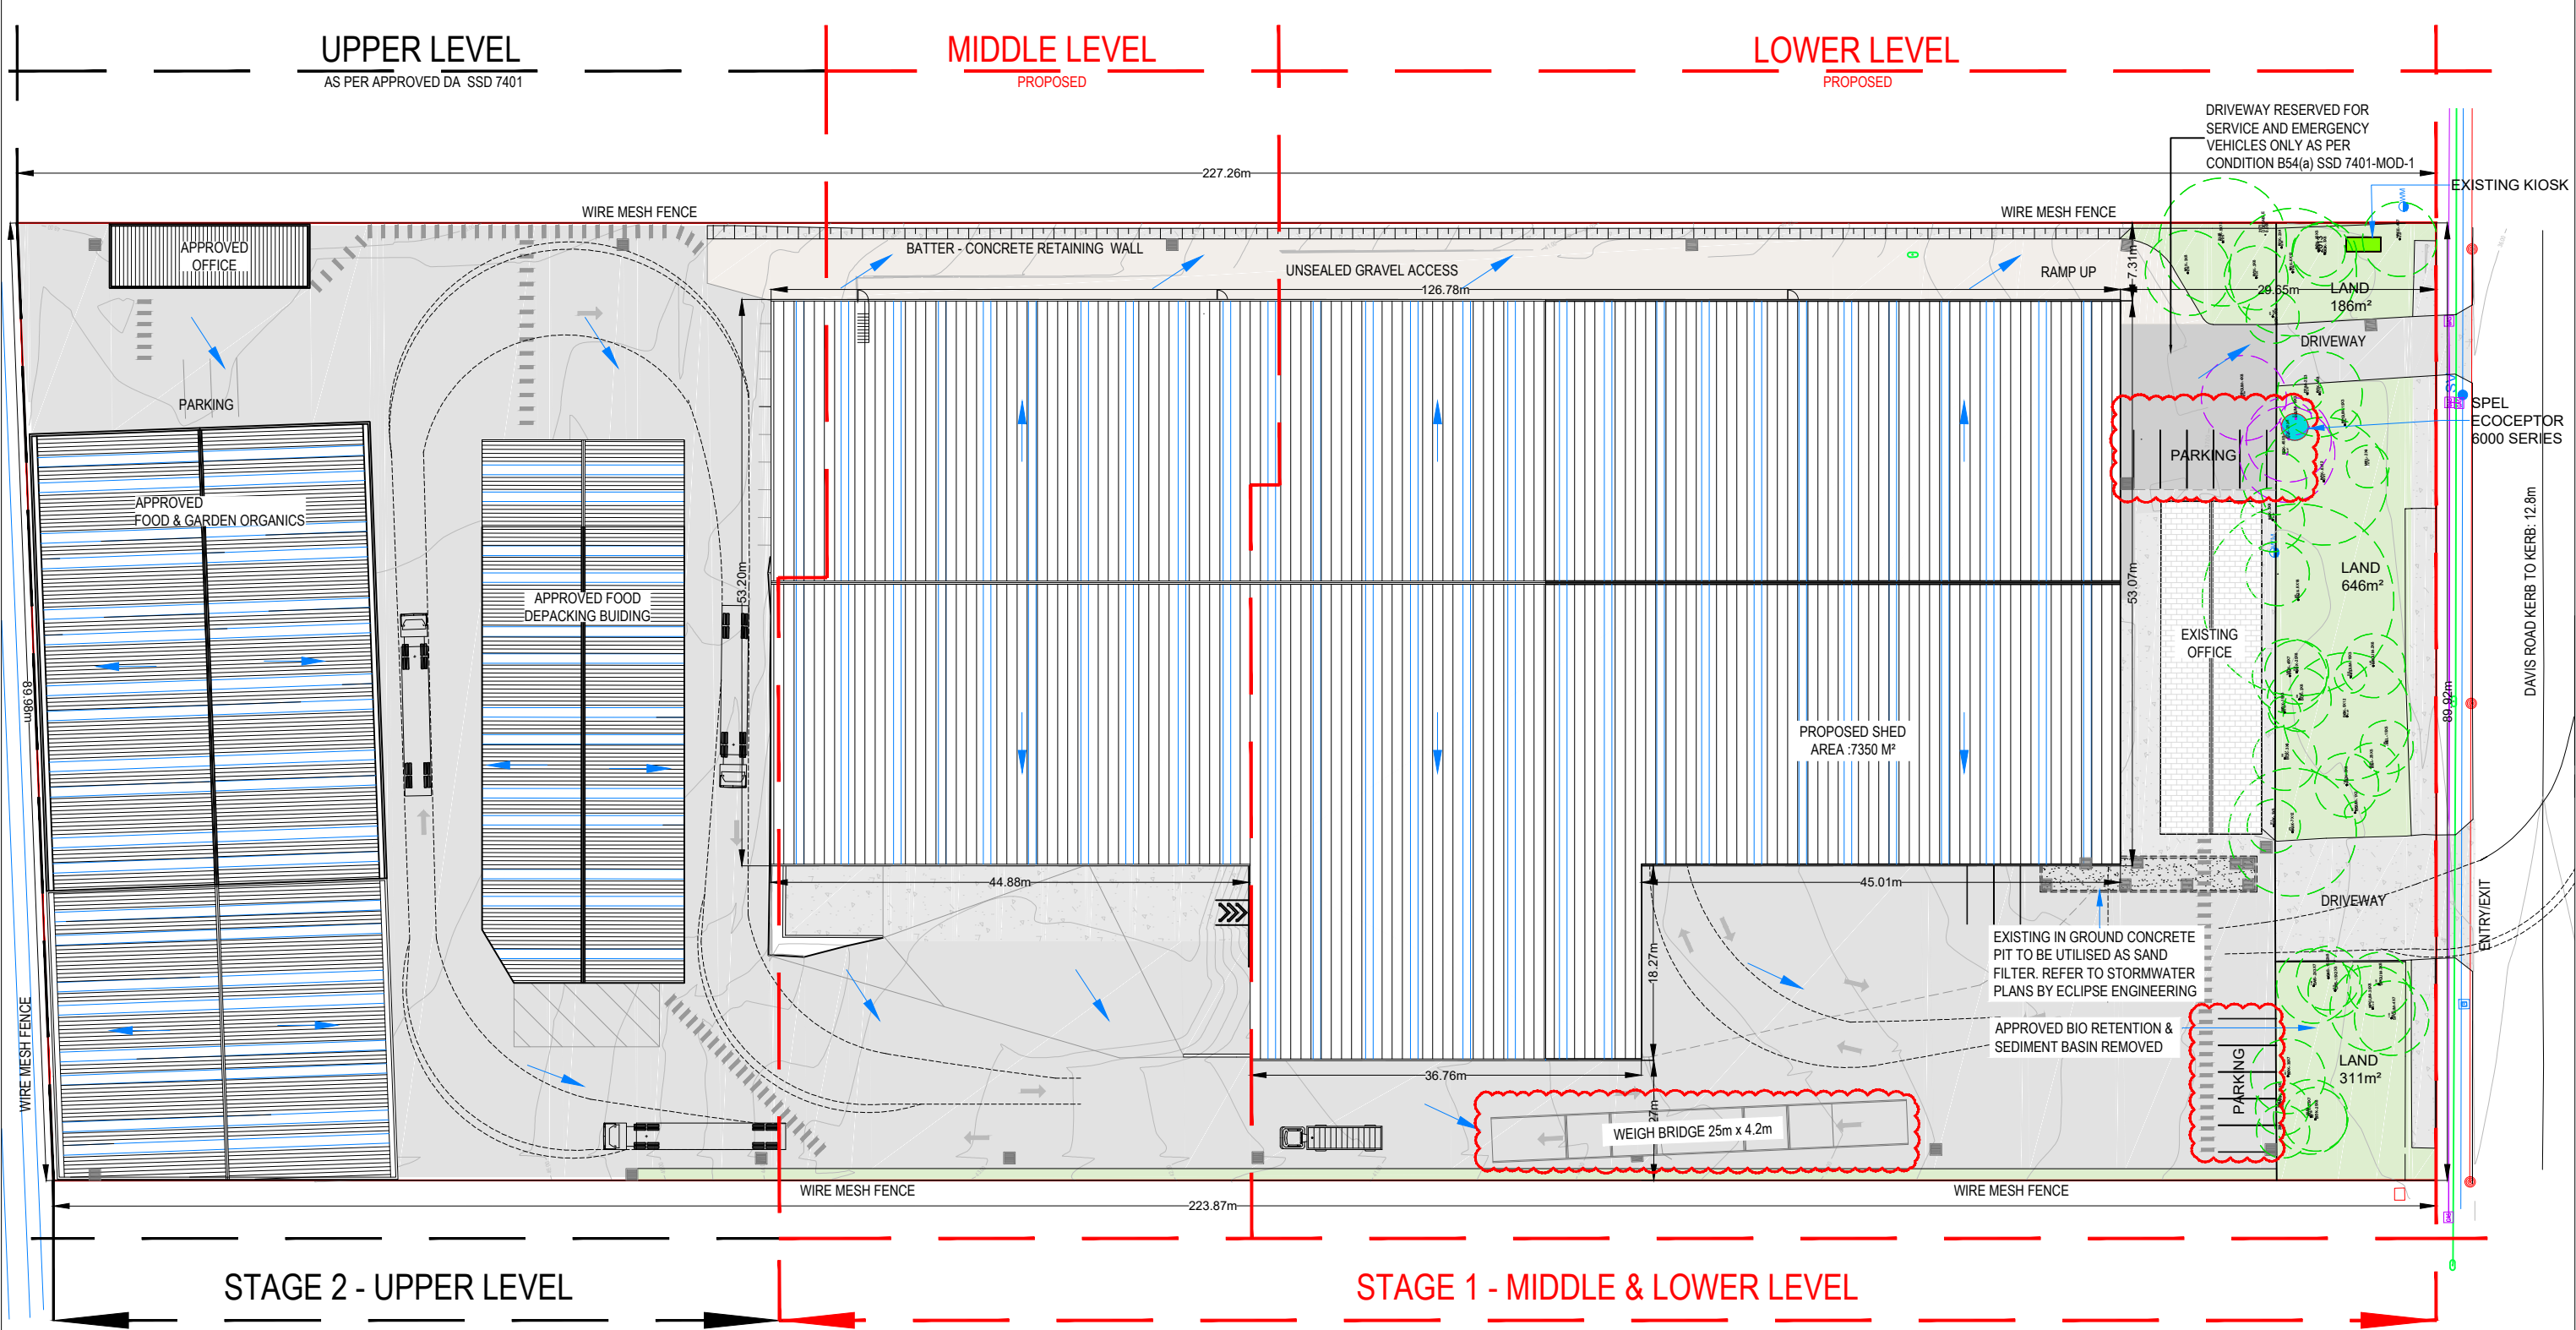 UPPER LEVEL
AS PER APPROVED DA SSD 7401
MIDDLE LEVEL
PROPOSED
LOWER LEVEL
PROPOSED
DRIVEWAY RESERVED FOR
SERVICE AND EMERGENCY
VEHICLES ONLY AS PER
CONDITION B54(a) SSD 7401-MOD-1
227.26m
EXISTING KIOSK
WIRE MESH FENCE
WIRE MESH FENCE
APPROVED
OFFICE
BATTER - CONCRETE RETAINING WALL
UNSEALED GRAVEL ACCESS
RAMP UP
7.31m
126.78m
29.65m
LAND
186m²
DRIVEWAY
PARKING
SPEL
ECOCEPTOR
6000 SERIES
PARKING
APPROVED
FOOD & GARDEN ORGANICS
DAVIS ROAD KERB TO KERB: 12.8m
53.20m
53.07m
APPROVED FOOD
DEPACKING BUIDING
LAND
646m²
EXISTING
OFFICE
89.98m
89.92m
PROPOSED SHED
AREA :7350 M²
44.88m
45.01m
DRIVEWAY
ENTRY/EXIT
18.27m
EXISTING IN GROUND CONCRETE
PIT TO BE UTILISED AS SAND
FILTER. REFER TO STORMWATER
PLANS BY ECLIPSE ENGINEERING
APPROVED BIO RETENTION &
SEDIMENT BASIN REMOVED
WIRE MESH FENCE
36.76m
PARKING
LAND
311m²
WEIGH BRIDGE 25m x 4.2m
WIRE MESH FENCE
WIRE MESH FENCE
223.87m
STAGE 2 - UPPER LEVEL
STAGE 1 - MIDDLE & LOWER LEVEL